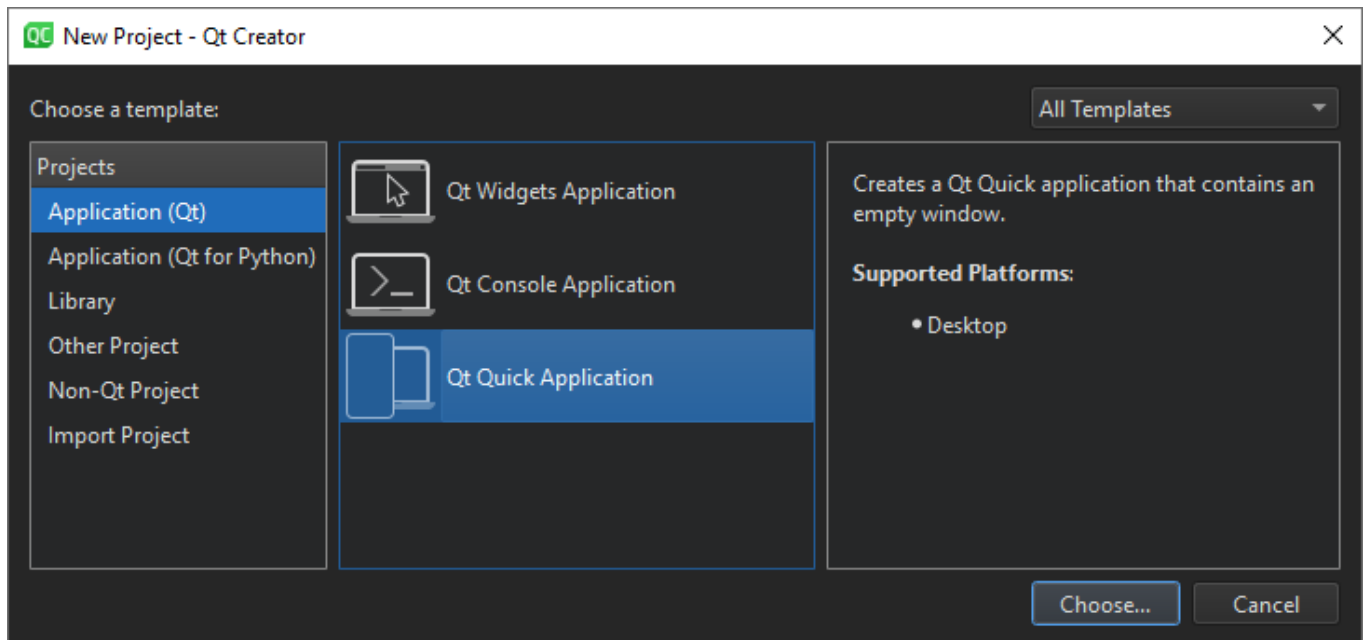 QC New Project - Qt Creator
Choose a template:
All Templates
Projects
Application (Qt)
Application (Qt for Python)
Library
Other Project
Non-Qt Project
Import Project
Qt Widgets Application
Qt Console Application
Qt Quick Application
Creates a Qt Quick application that contains an
empty window.
Supported Platforms:
• Desktop
Choose...
Cancel